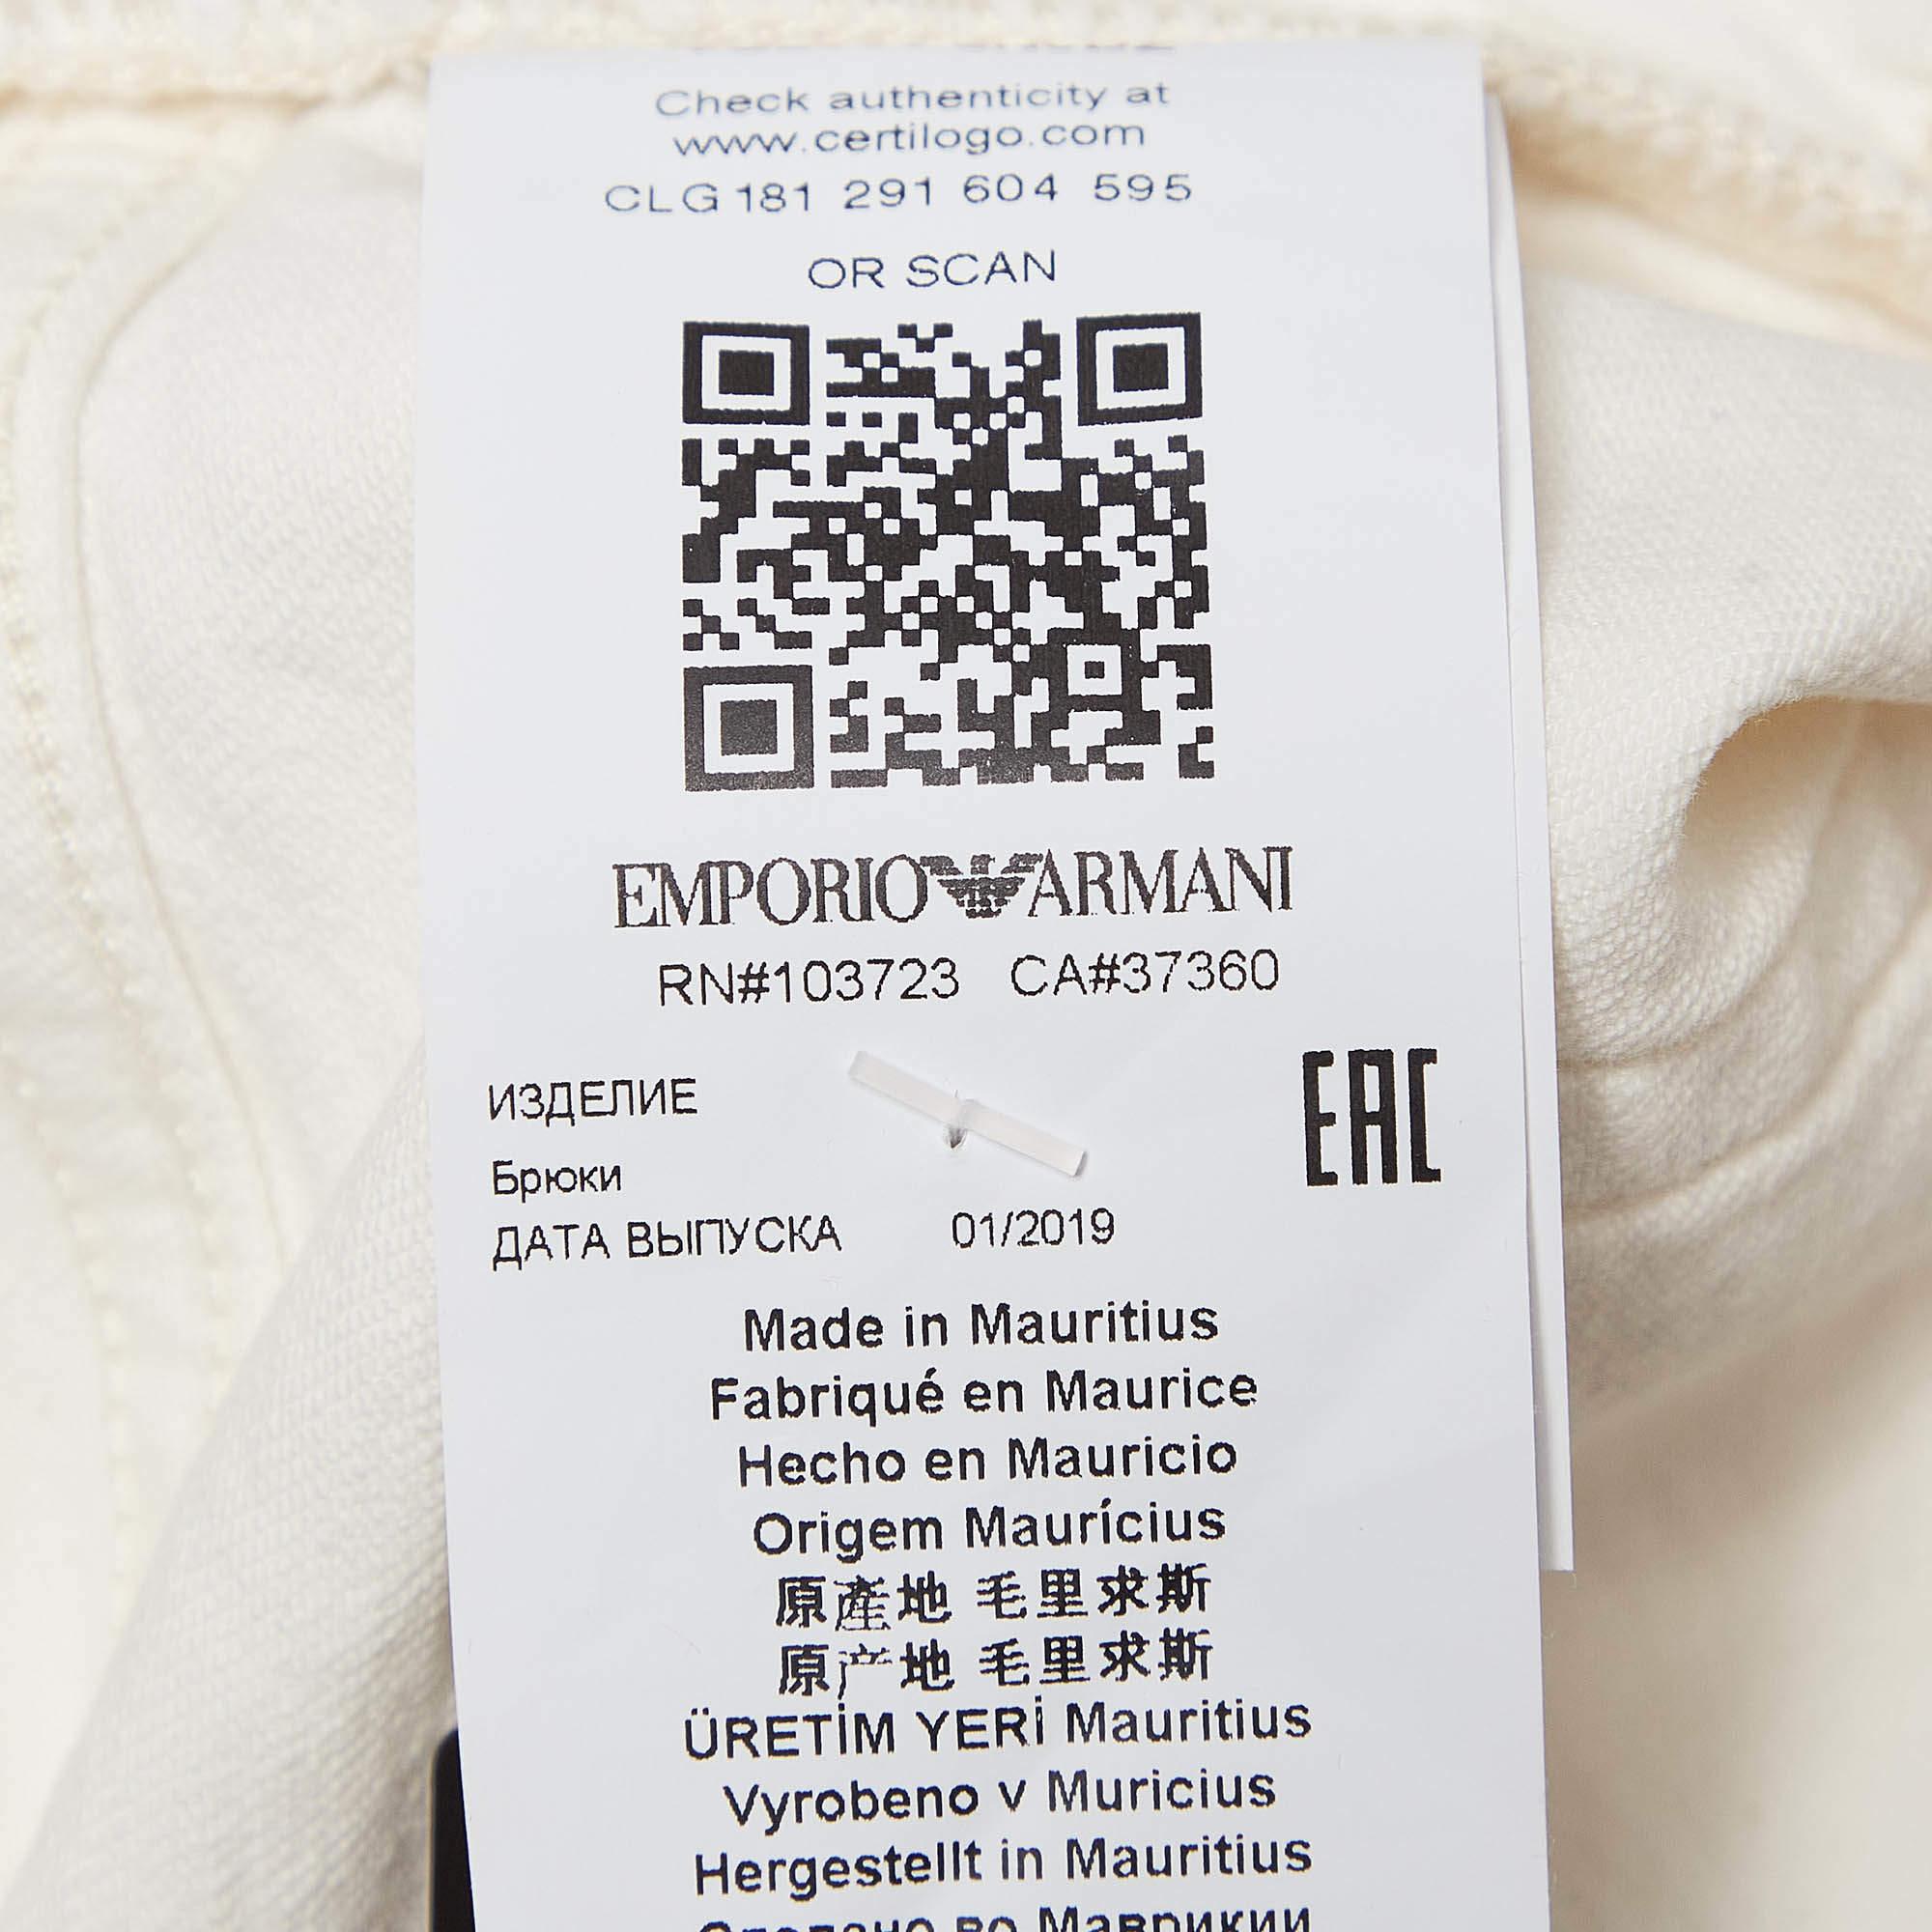 Check authenticity at
www.certilogo.com
CLG 181 291 604 595
OR SCAN
EMPORIO ARMANI
RN#103723 CA#37360
ИЗДЕЛИЕ
EAC
Брюки
ДАТА ВЫПУСКА 01/2019
Made in Mauritius
Fabriqué en Maurice
Hecho en Mauricio
Origem Maurícius
原產地 毛里求斯
原产地 毛里求斯
ÜRETİM YERİ Mauritius
Vyrobeno v Muricius
Hergestellt in Mauritius
Сделано во Маврикии